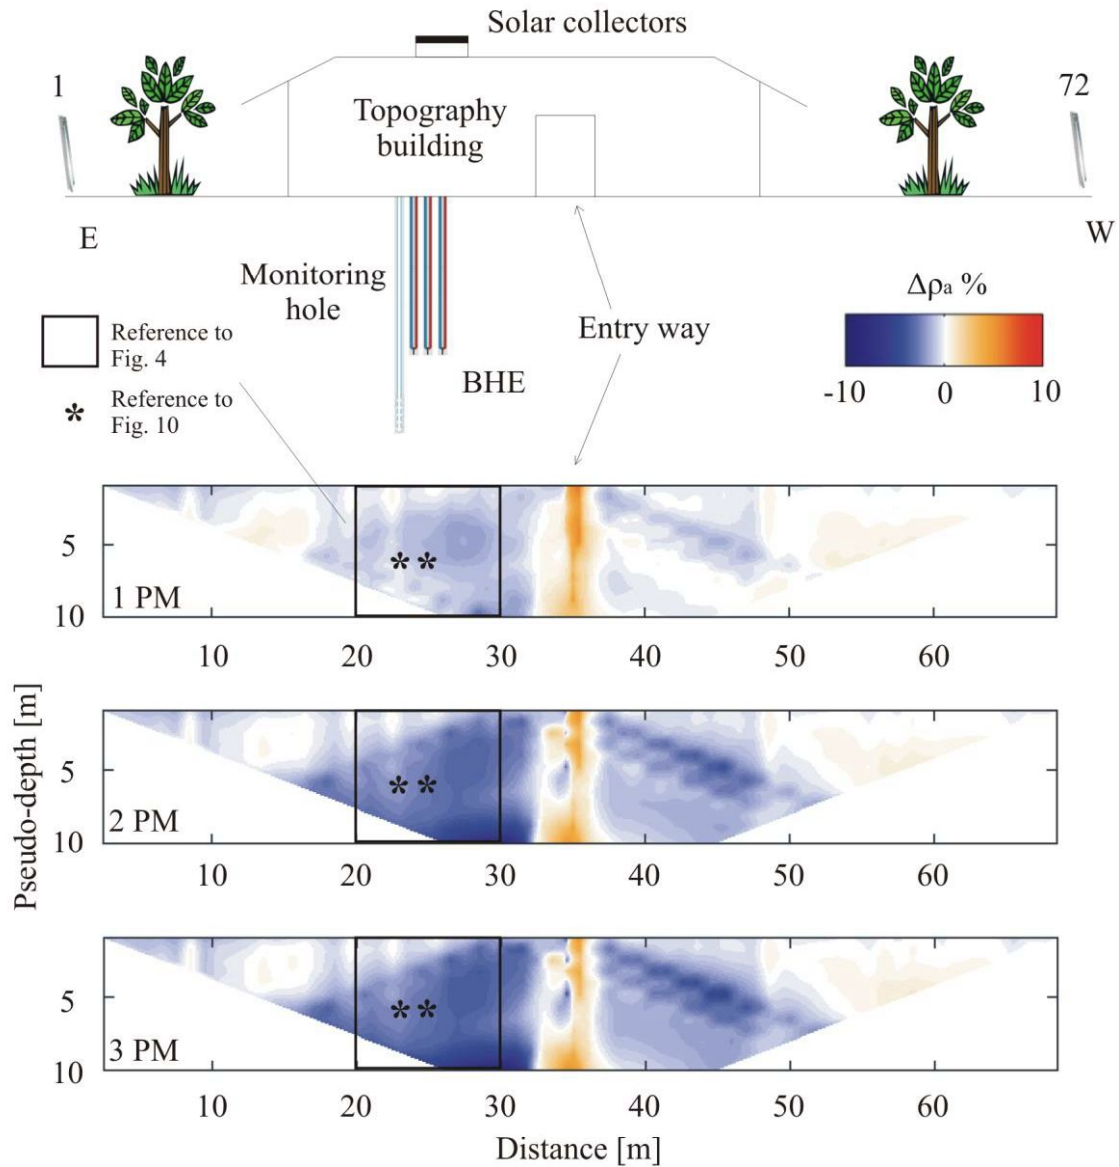 Solar collectors
1
72
Topography
building
E
W
Monitoring
hole
Δρa %
Entry way
Reference to
Fig. 4
-10
0
10
BHE
*
Reference to
Fig. 10
5
* *
10
1 PM
10
20
30
40
50
60
Pseudo-depth [m]
5
* *
10
2 PM
10
20
30
40
50
60
5
* *
10
3 PM
10
20
30
40
50
60
Distance [m]